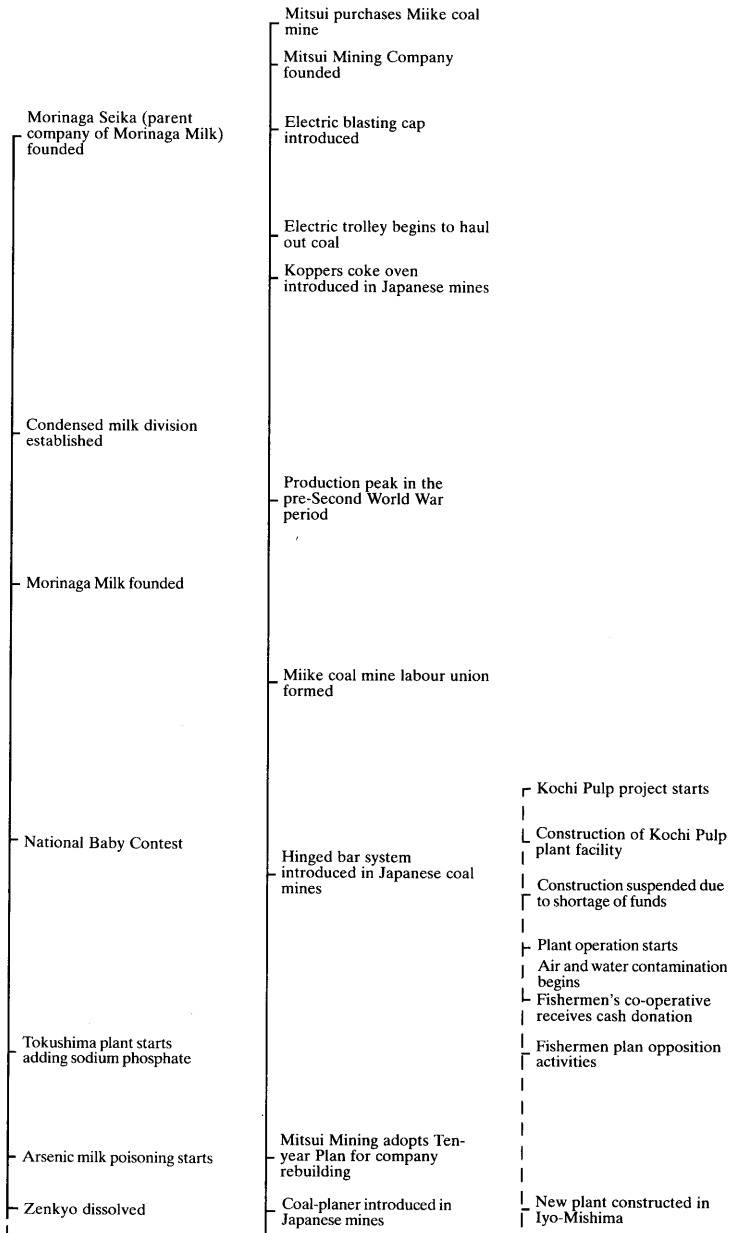 Morinaga Seika (parent
company of Morinaga Milk)
founded
Condensed milk division
established
Morinaga Milk founded
National Baby Contest
Tokushima plant starts
adding sodium phosphate
Arsenic milk poisoning starts
Zenkyo dissolved
Mitsui purchases Miike coal
mine
Mitsui Mining Company
founded
Electric blasting cap
introduced
Electric trolley begins to haul
out coal
Koppers coke oven
introduced in Japanese mines
Production peak in the
pre-Second World War
period
Miike coal mine labour union
formed
Hinged bar system
introduced in Japanese coal
mines
Mitsui Mining adopts Ten-
year Plan for company
rebuilding
Coal-planer introduced in
Japanese mines
Kochi Pulp project starts
Construction of Kochi Pulp
plant facility
Construction suspended due
to shortage of funds
Plant operation starts
Air and water contamination
begins
Fishermen's co-operative
receives cash donation
Fishermen plan opposition
activities
New plant constructed in
Iyo-Mishima